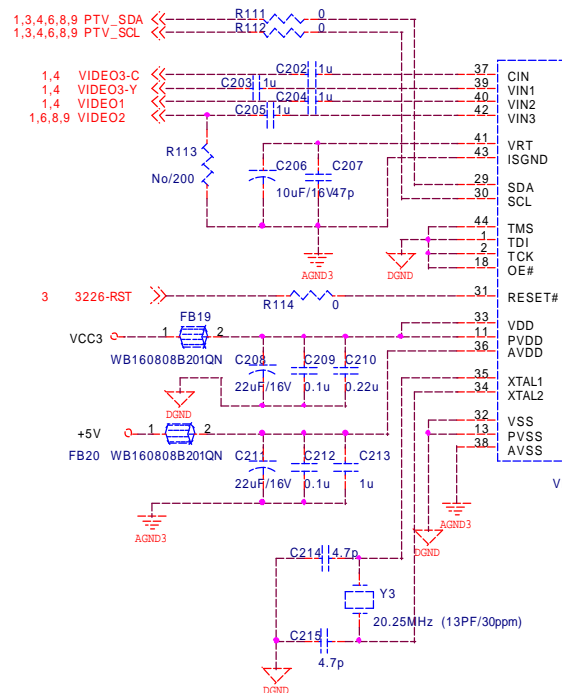 R111 0
1,3,4,6,8,9 PTV_SDA
R112 0
1,3,4,6,8,9 PTV_SCL
C202 1u 37 CIN
1,4 VIDEO3-C
C203 1u 39 VIN1
1,4 VIDEO3-Y
C204 1u 40 VIN2
1,4 VIDEO1
C205 1u 42 VIN3
1,6,8,9 VIDEO2
41 VRT
R113 43 ISGND
C206 C207
No/200 10uF/16V 47p
29 SDA
30 SCL
44 TMS
1 TDI
AGND3 DGND 2 TCK
18 OE#
3 3226-RST 31 RESET#
R114 0
FB19 33 VDD
VCC3 1 2 11 PVDD
36 AVDD
WB160808B201QN C208 C209 C210
22uF/16V 0.1u 0.22u
35 XTAL1
DGND 34 XTAL2
32 VSS
+5V 1 2 13 PVSS
38 AVSS
FB20 WB160808B201QN C211 C212 C213
22uF/16V 0.1u 1u
V
AGND3 AGND3
DGND
C214 4.7p
Y3
20.25MHz (13PF/30ppm)
C215
4.7p
DGND